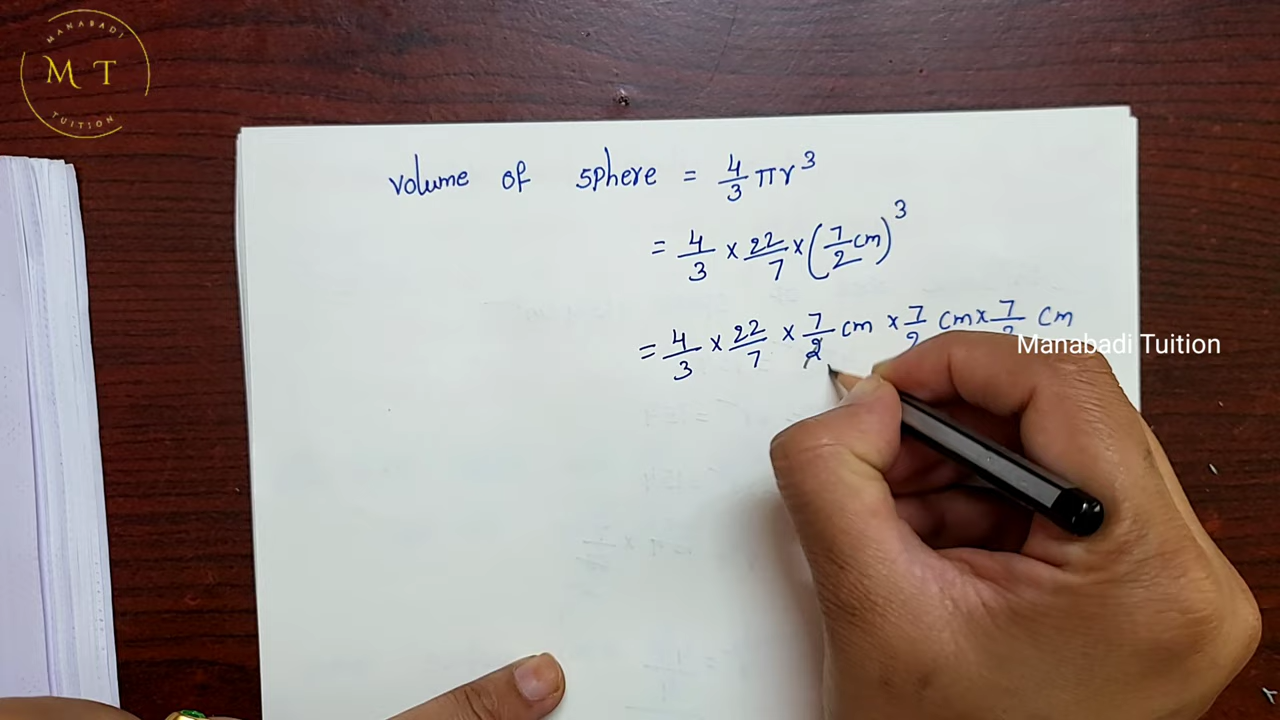 MANABADI
M T
TUITION
volume of sphere = 4/3 πr³
= 4/3 × 22/7 × (7/2 cm)³
= 4/3 × 22/7 × 7/2 cm × 7/2 cm × 7/2 cm
Manabadi Tuition